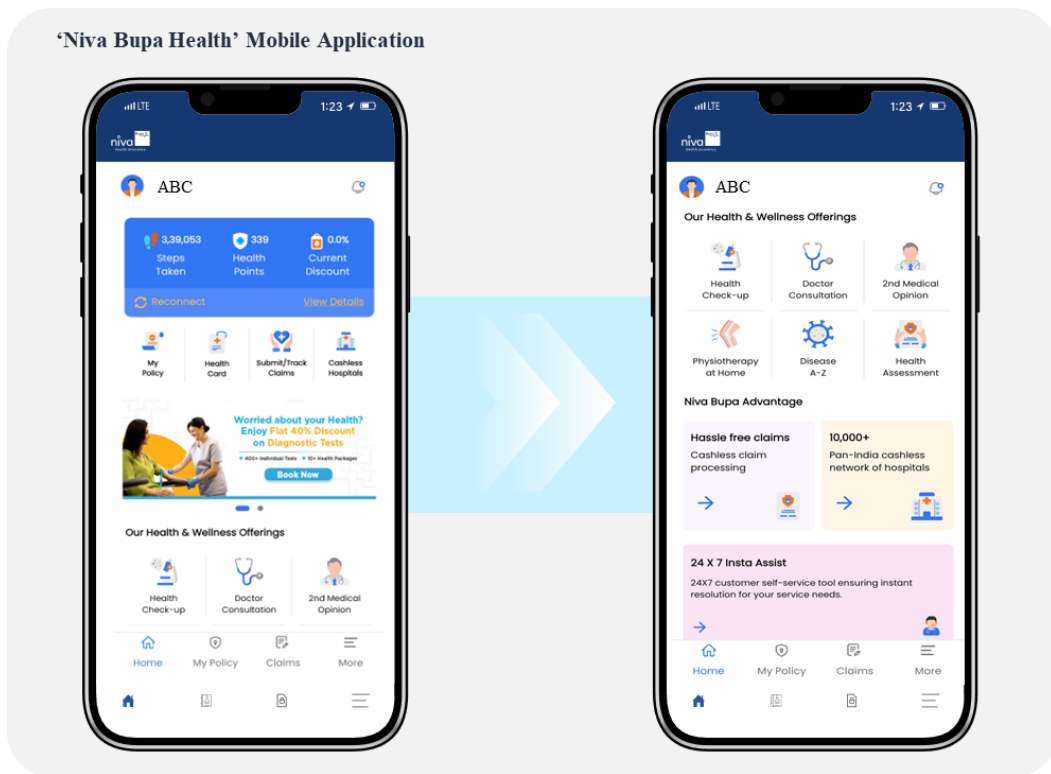 ‘Niva Bupa Health’ Mobile Application
LTE
1:23
niva
ABC
3,39,053
Steps
Taken
339
Health
Points
0.0%
Current
Discount
Reconnect
View Details
My
Policy
Health
Card
Submit/Track
Claims
Cashless
Hospitals
Worried about your Health?
Enjoy Flat 40% Discount
on Diagnostic Tests
400+ Individual Tests 10+ Health Packages
Book Now
Our Health & Wellness Offerings
Health
Check-up
Doctor
Consultation
2nd Medical
Opinion
Home
My Policy
Claims
More
LTE
1:23
niva
ABC
Our Health & Wellness Offerings
Health
Check-up
Doctor
Consultation
2nd Medical
Opinion
Physiotherapy
at Home
Disease
A-Z
Health
Assessment
Niva Bupa Advantage
Hassle free claims
Cashless claim
processing
10,000+
Pan-India cashless
network of hospitals
24 X 7 Insta Assist
24X7 customer self-service tool ensuring instant
resolution for your service needs.
Home
My Policy
Claims
More